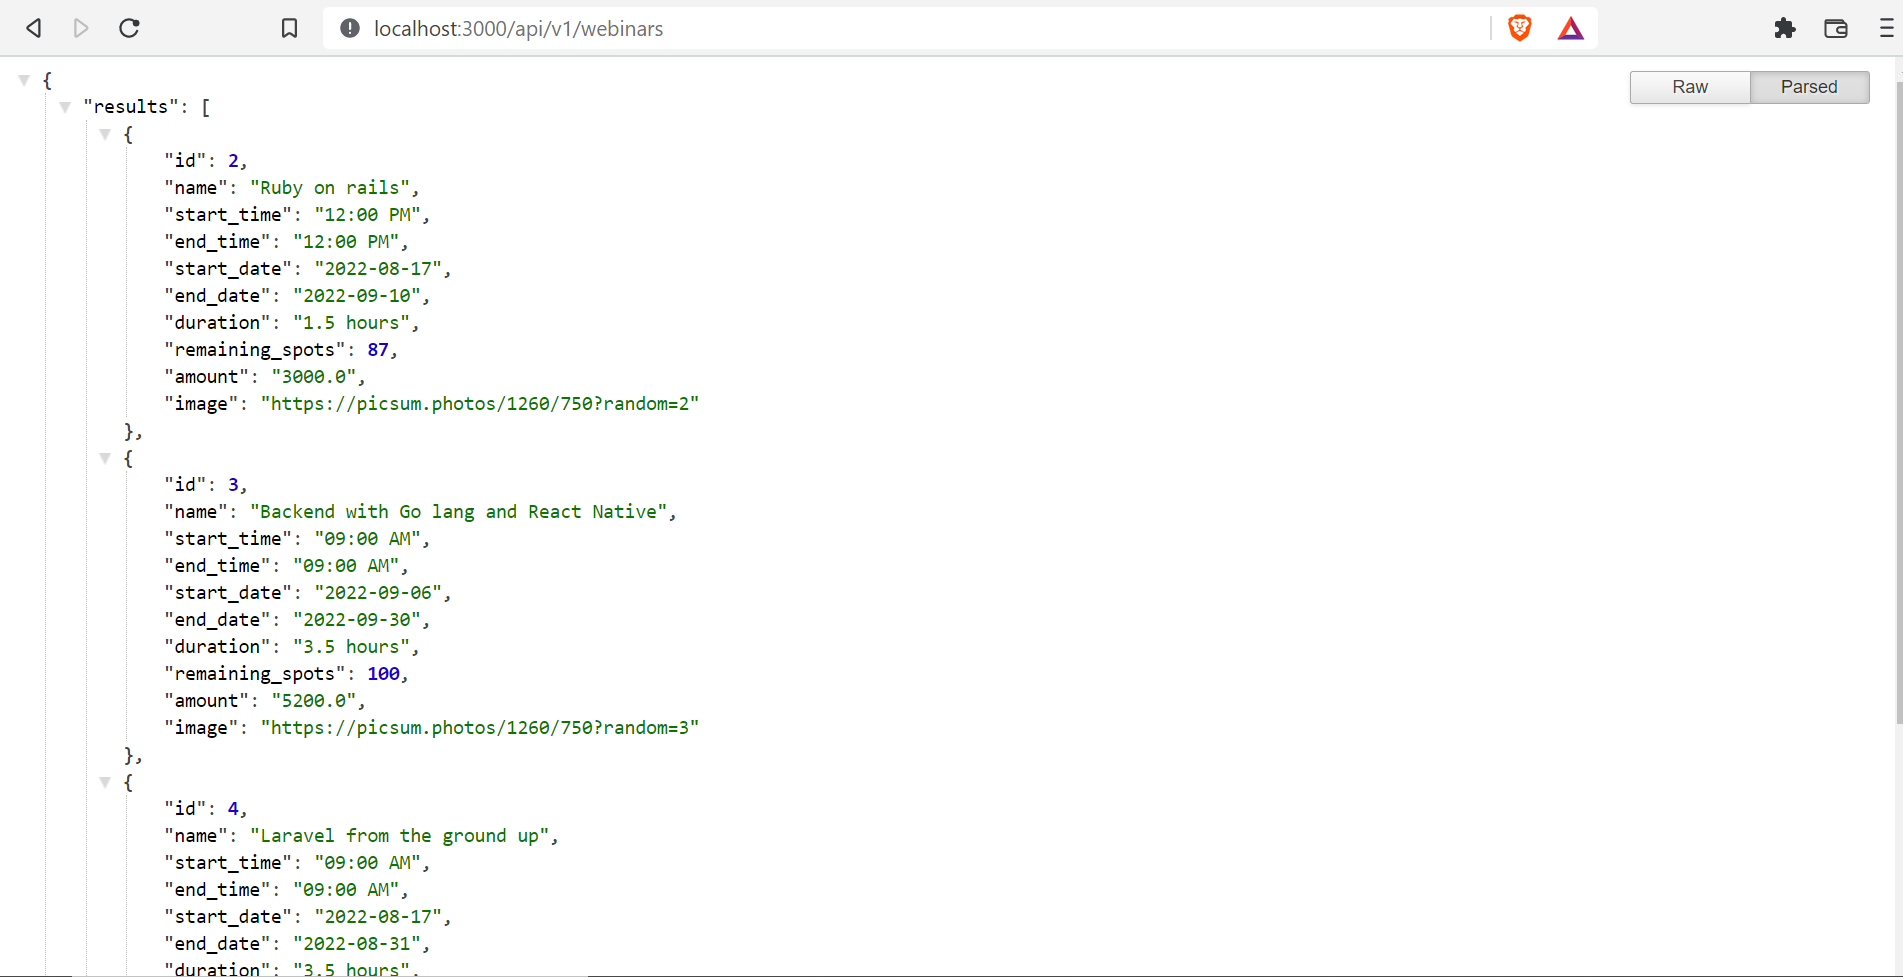 localhost:3000/api/v1/webinars
Raw Parsed
{
"results": [
{
"id": 2,
"name": "Ruby on rails",
"start_time": "12:00 PM",
"end_time": "12:00 PM",
"start_date": "2022-08-17",
"end_date": "2022-09-10",
"duration": "1.5 hours",
"remaining_spots": 87,
"amount": "3000.0",
"image": "https://picsum.photos/1260/750?random=2"
},
{
"id": 3,
"name": "Backend with Go lang and React Native",
"start_time": "09:00 AM",
"end_time": "09:00 AM",
"start_date": "2022-09-06",
"end_date": "2022-09-30",
"duration": "3.5 hours",
"remaining_spots": 100,
"amount": "5200.0",
"image": "https://picsum.photos/1260/750?random=3"
},
{
"id": 4,
"name": "Laravel from the ground up",
"start_time": "09:00 AM",
"end_time": "09:00 AM",
"start_date": "2022-08-17",
"end_date": "2022-08-31",
"duration": "3.5 hours",